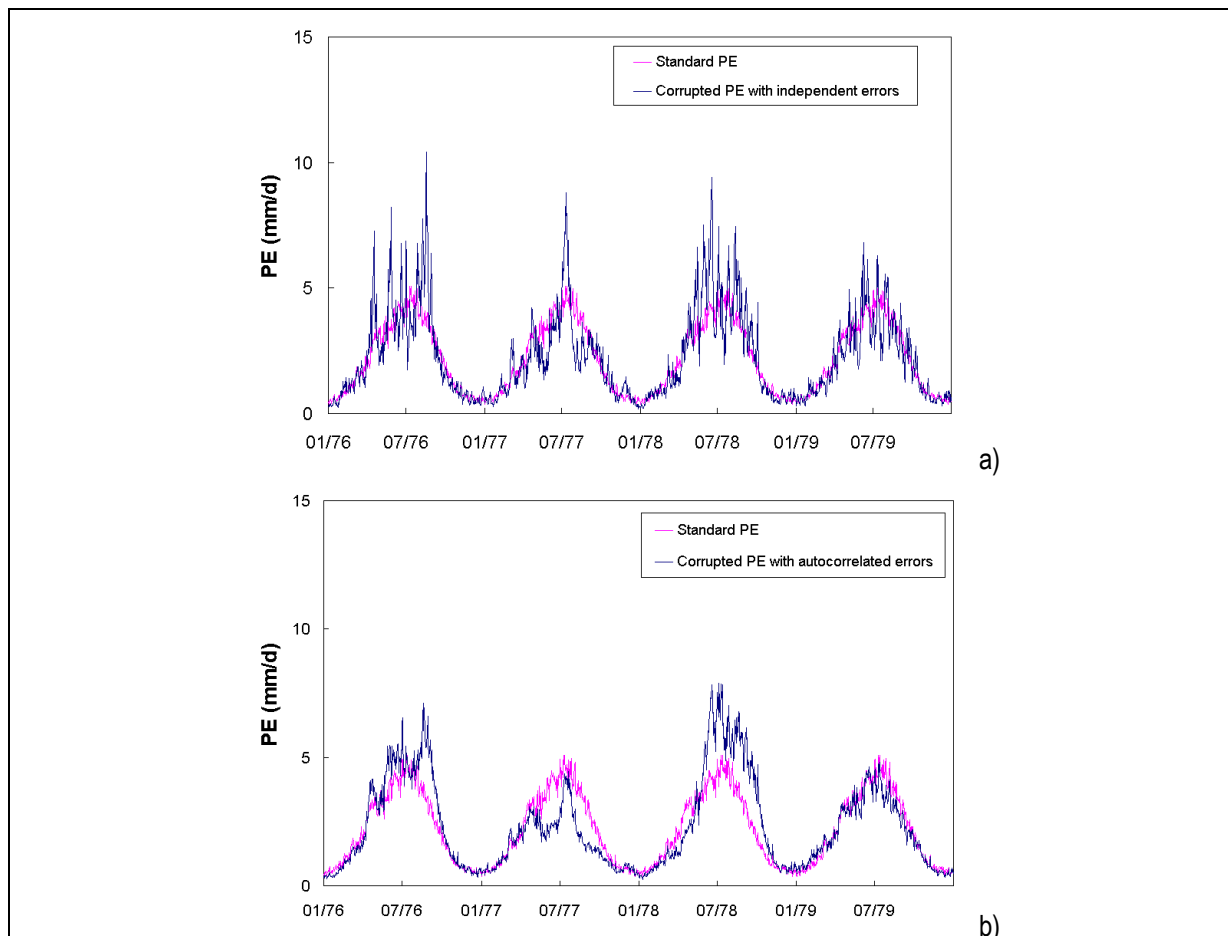 15
10
5
0
PE (mm/d)
Standard PE
Corrupted PE with independent errors
01/76 07/76 01/77 07/77 01/78 07/78 01/79 07/79
a)
15
10
5
0
PE (mm/d)
Standard PE
Corrupted PE with autocorrelated errors
01/76 07/76 01/77 07/77 01/78 07/78 01/79 07/79
b)